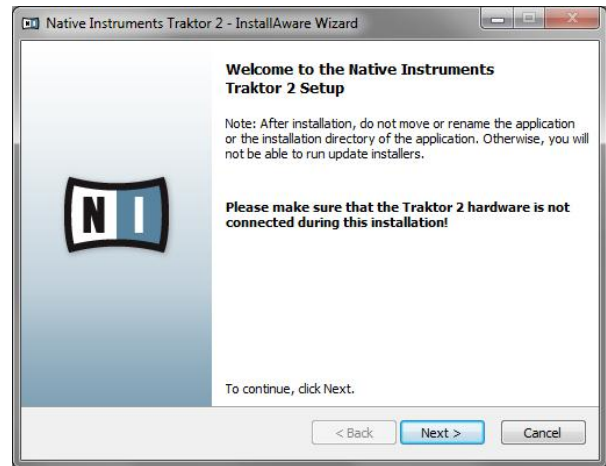 Native Instruments Traktor 2 - InstallAware Wizard
Welcome to the Native Instruments
Traktor 2 Setup
Note: After installation, do not move or rename the application
or the installation directory of the application. Otherwise, you will
not be able to run update installers.
Please make sure that the Traktor 2 hardware is not
connected during this installation!
NI
To continue, click Next.
< Back Next > Cancel